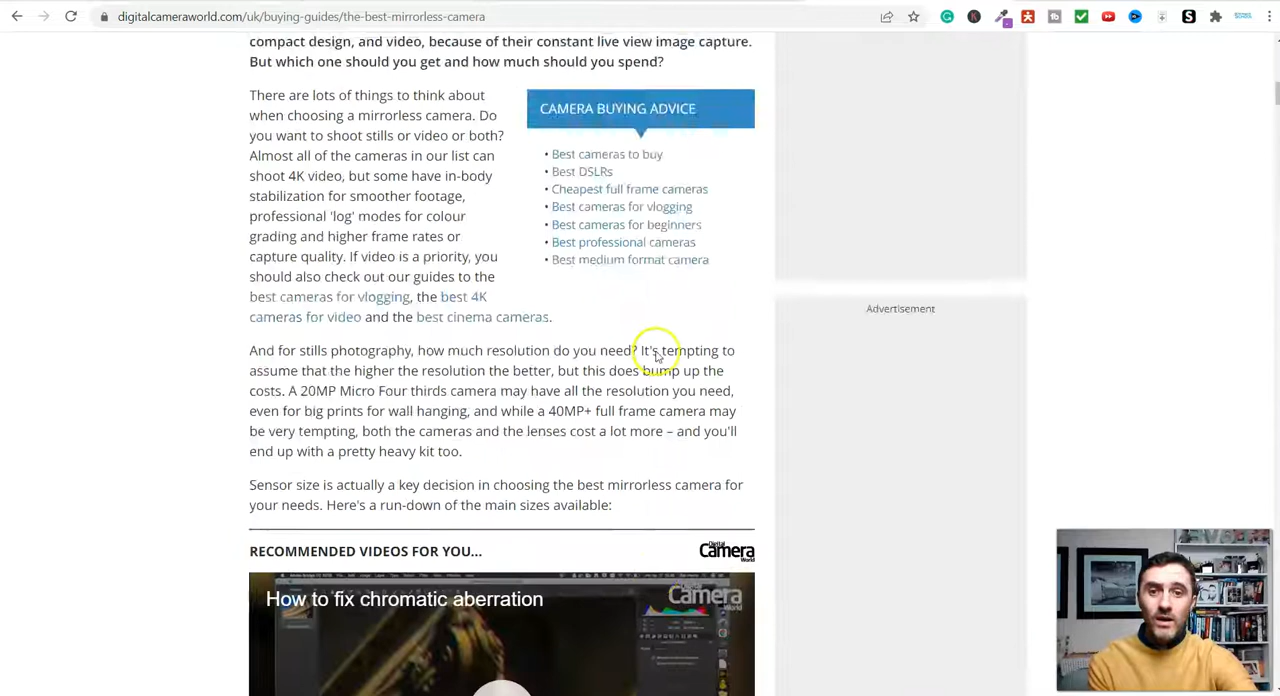 digitalcameraworld.com/uk/buying-guides/the-best-mirrorless-camera
compact design, and video, because of their constant live view image capture.
But which one should you get and how much should you spend?
There are lots of things to think about
when choosing a mirrorless camera. Do
you want to shoot stills or video or both?
Almost all of the cameras in our list can
shoot 4K video, but some have in-body
stabilization for smoother footage,
professional 'log' modes for colour
grading and higher frame rates or
capture quality. If video is a priority, you
should also check out our guides to the
best cameras for vlogging, the best 4K
cameras for video and the best cinema cameras.
CAMERA BUYING ADVICE
• Best cameras to buy
• Best DSLRs
• Cheapest full frame cameras
• Best cameras for vlogging
• Best cameras for beginners
• Best professional cameras
• Best medium format camera
And for stills photography, how much resolution do you need? It's tempting to
assume that the higher the resolution the better, but this does bump up the
costs. A 20MP Micro Four thirds camera may have all the resolution you need,
even for big prints for wall hanging, and while a 40MP+ full frame camera may
be very tempting, both the cameras and the lenses cost a lot more – and you'll
end up with a pretty heavy kit too.
Sensor size is actually a key decision in choosing the best mirrorless camera for
your needs. Here's a run-down of the main sizes available:
RECOMMENDED VIDEOS FOR YOU...
Digital
Camera
World
How to fix chromatic aberration
Digital
Camera
World
Advertisement